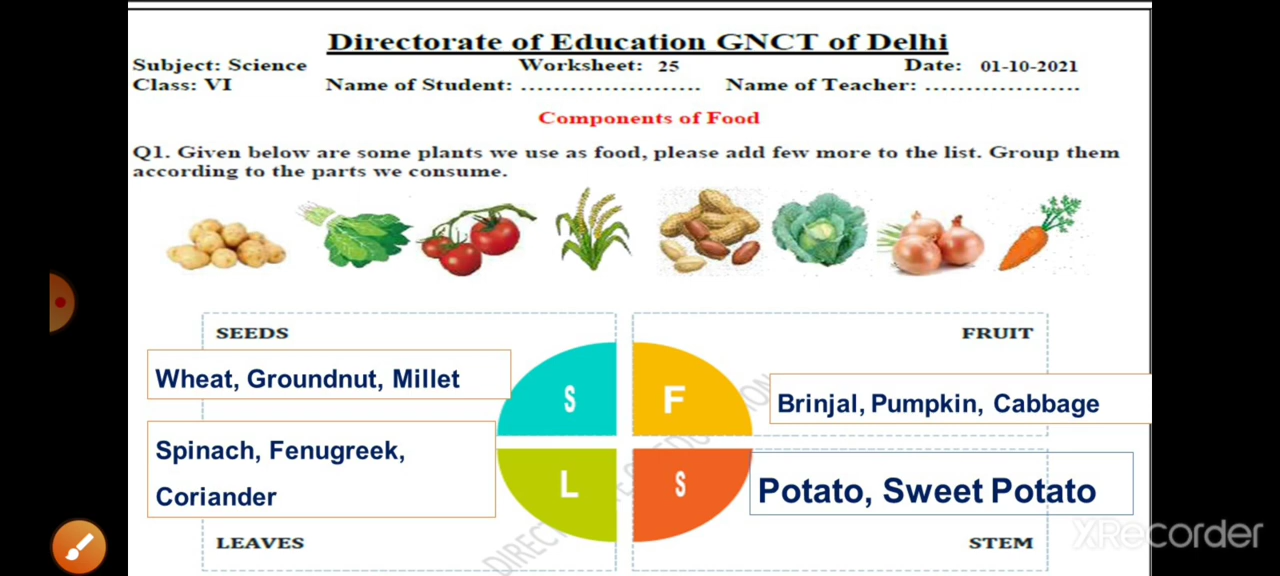 Directorate of Education GNCT of Delhi
Subject: Science Worksheet: 25 Date: 01-10-2021
Class: VI Name of Student: ........................ Name of Teacher: ....................
Components of Food
Q1. Given below are some plants we use as food, please add few more to the list. Group them
according to the parts we consume.
SEEDS FRUIT
Wheat, Groundnut, Millet
S F
Brinjal, Pumpkin, Cabbage
Spinach, Fenugreek,
Coriander
L S
Potato, Sweet Potato
LEAVES STEM
XRecorder